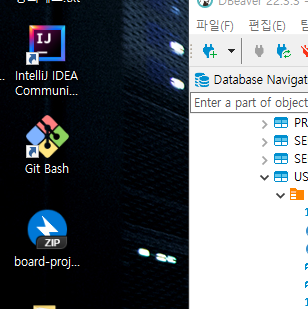 DBeaver 22.3.5
파일(F) 편집(E)
IJ
IntelliJ IDEA
Communi...
Database Navigat
Enter a part of object
PR
SE
SE
US
Git Bash
ZIP
board-proj...